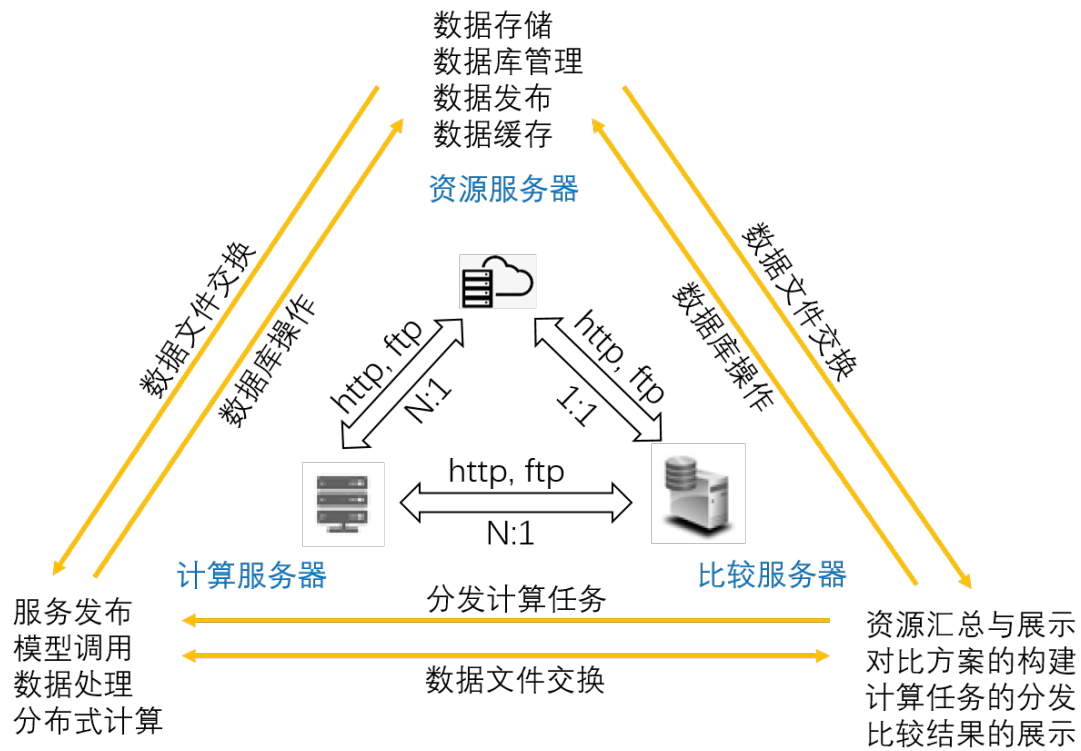 数据存储
数据库管理
数据发布
数据缓存
资源服务器
数据文件交换
数据库操作
数据文件交换
数据库操作
http, ftp
N:1
http, ftp
1:1
http, ftp
N:1
计算服务器
比较服务器
服务发布
模型调用
数据处理
分布式计算
分发计算任务
数据文件交换
资源汇总与展示
对比方案的构建
计算任务的分发
比较结果的展示